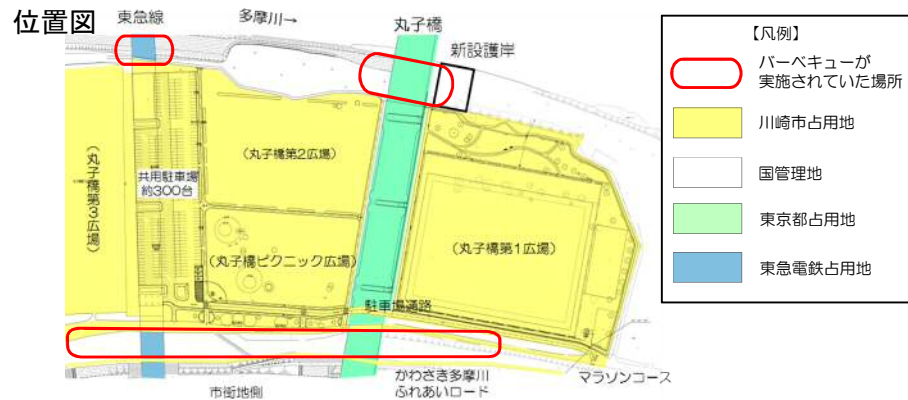 位置図
東急線
多摩川→
丸子橋
新設護岸
(丸子橋第3広場)
共用駐車場
約300台
(丸子橋第2広場)
(丸子橋ピクニック広場)
(丸子橋第1広場)
駐車場通路
かわさき多摩川
ふれあいロード
マラソンコース
市街地側
【凡例】
バーベキューが
実施されていた場所
川崎市占用地
国管理地
東京都占用地
東急電鉄占用地